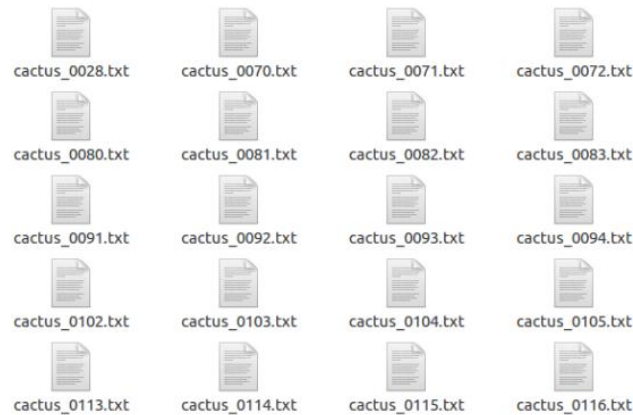 cactus_0028.txt cactus_0070.txt cactus_0071.txt cactus_0072.txt
cactus_0080.txt cactus_0081.txt cactus_0082.txt cactus_0083.txt
cactus_0091.txt cactus_0092.txt cactus_0093.txt cactus_0094.txt
cactus_0102.txt cactus_0103.txt cactus_0104.txt cactus_0105.txt
cactus_0113.txt cactus_0114.txt cactus_0115.txt cactus_0116.txt